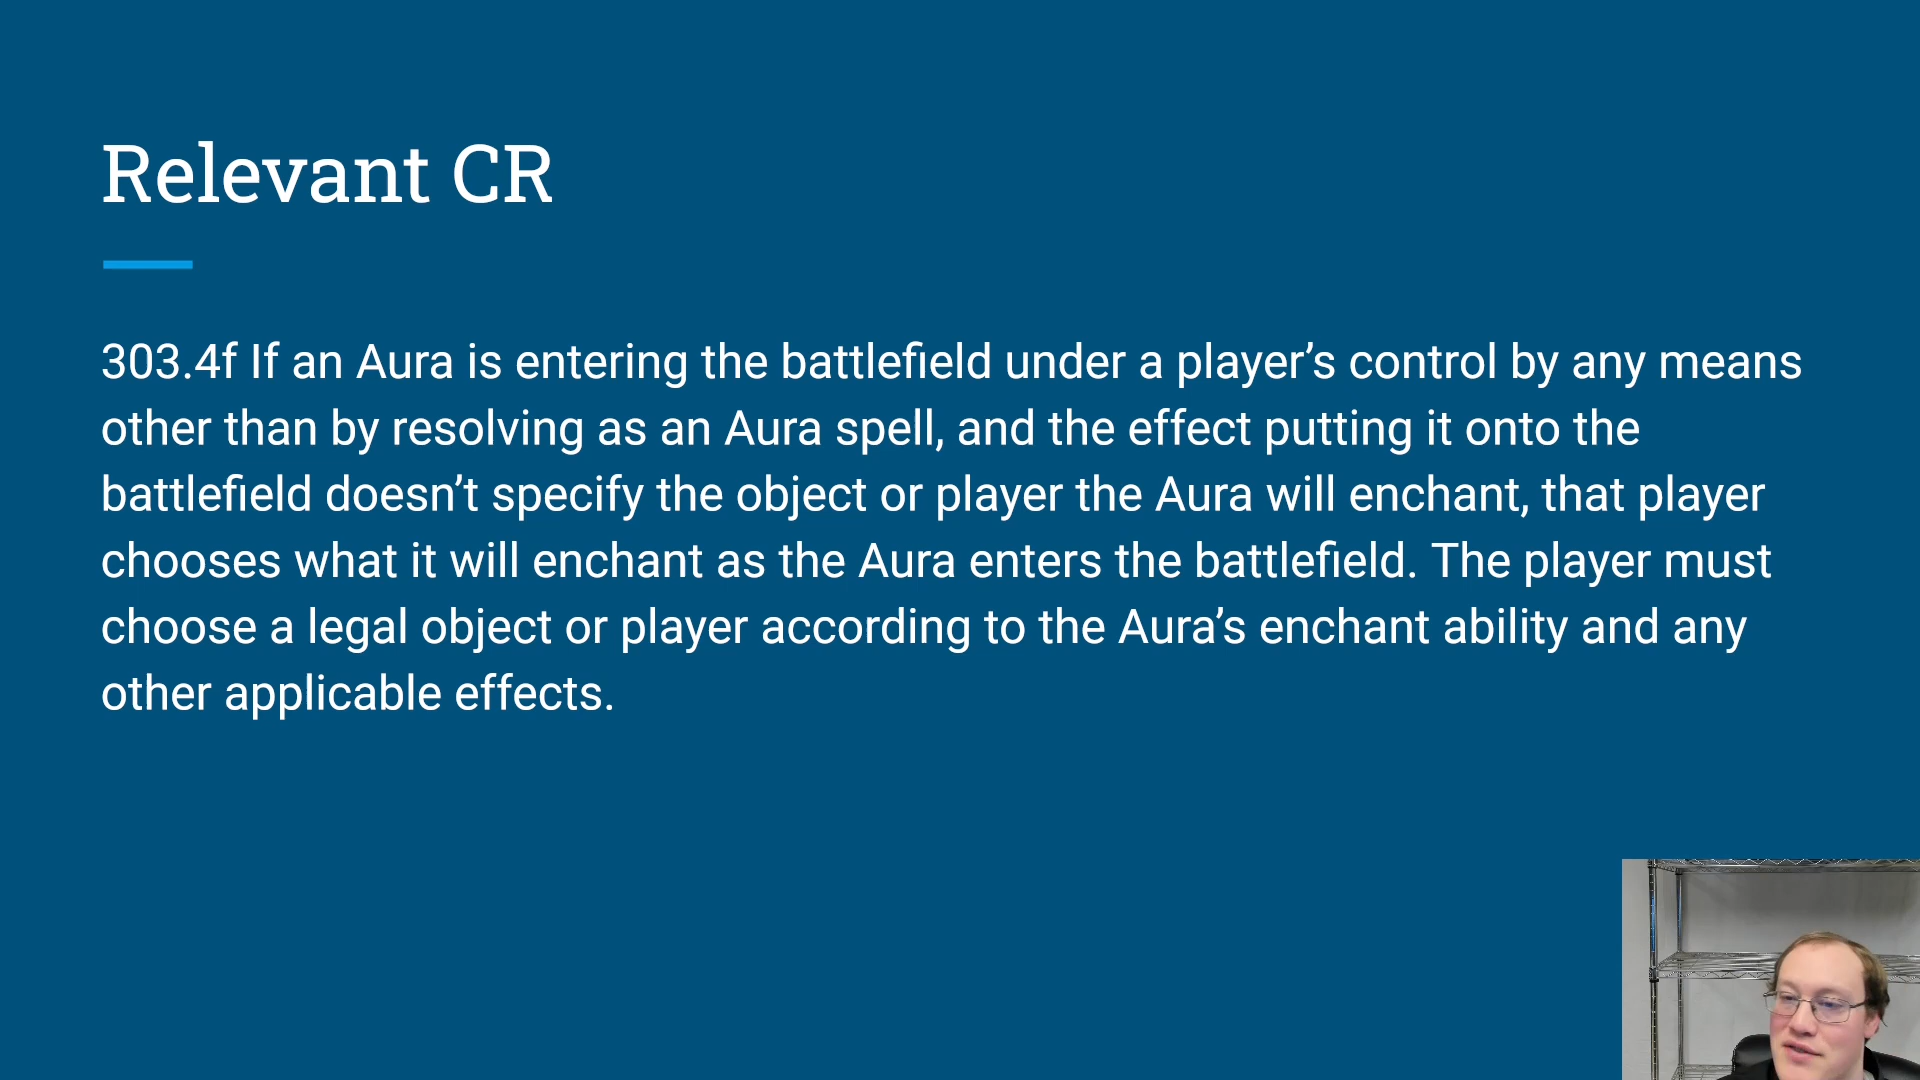 Relevant CR
303.4f If an Aura is entering the battlefield under a player’s control by any means
other than by resolving as an Aura spell, and the effect putting it onto the
battlefield doesn’t specify the object or player the Aura will enchant, that player
chooses what it will enchant as the Aura enters the battlefield. The player must
choose a legal object or player according to the Aura’s enchant ability and any
other applicable effects.